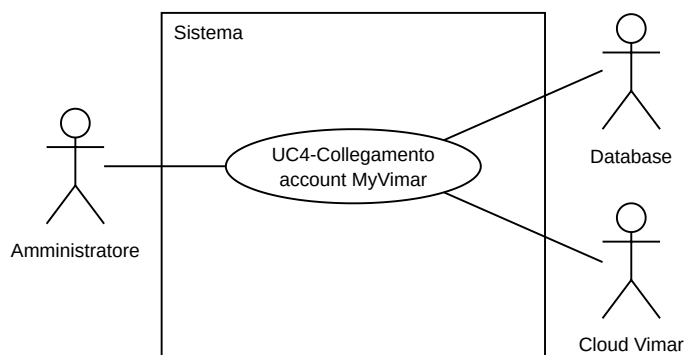 Sistema
UC4-Collegamento
account MyVimar
Database
Amministratore
Cloud Vimar